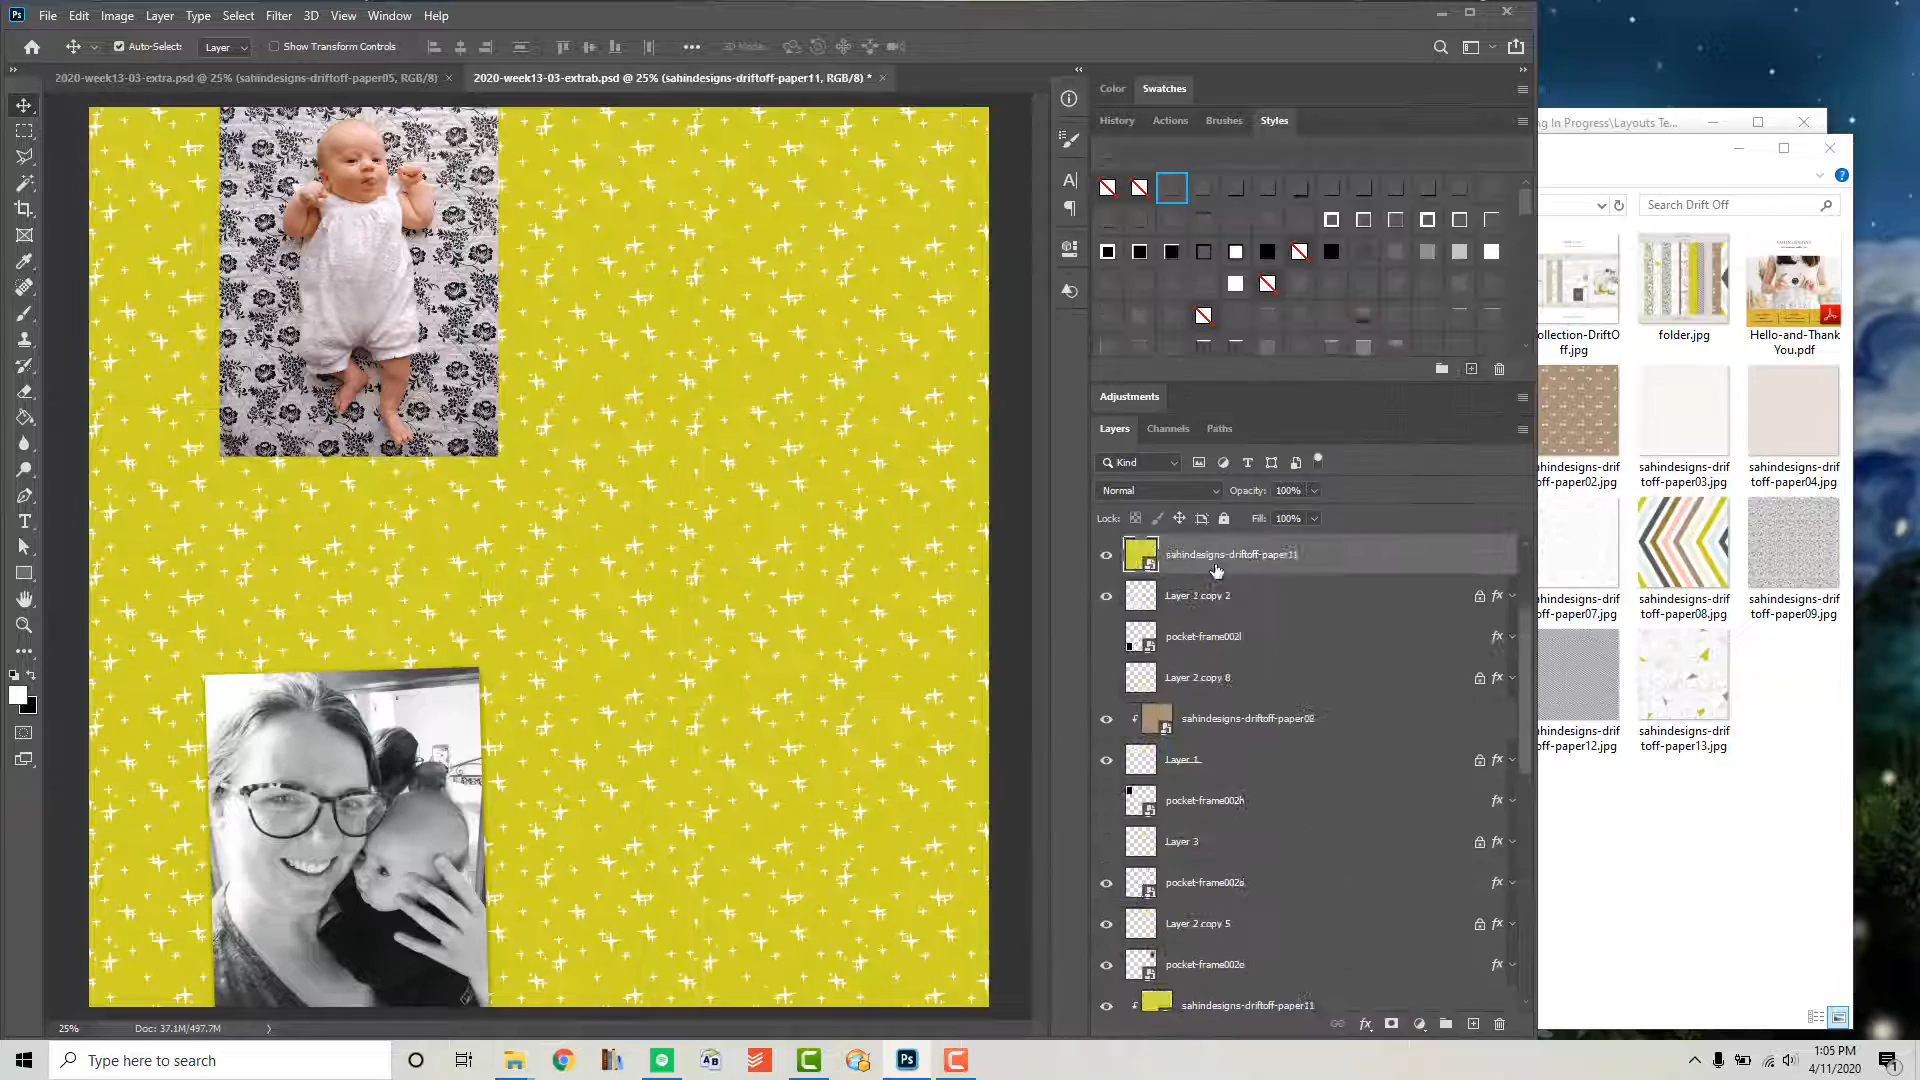 File Edit Image Layer Type Select Filter 3D View Window Help
Auto-Select: Layer Show Transform Controls 3D Mode:
2020-week13-03-extra.psd @ 25% (sahindesigns-driftoff-paper05, RGB/8) ×
2020-week13-03-extrab.psd @ 25% (sahindesigns-driftoff-paper11, RGB/8) * ×
Color Swatches
History Actions Brushes Styles
Adjustments
Layers Channels Paths
Kind
Normal Opacity: 100%
Lock: Fill: 100%
sahindesigns-driftoff-paper11
Layer 1 copy 2
pocket-frame002l
Layer 2 copy 8
sahindesigns-driftoff-paper02
Layer 1
pocket-frame002h
Layer 3
Layer 2 copy 5
sahindesigns-driftoff-paper11
ng In Progress\Layouts Te...
Search Drift Off
ollection-DriftO
ff.jpg
folder.jpg
Hello-and-Thank
You.pdf
ahindesigns-drif
toff-paper02.jpg
sahindesigns-drif
toff-paper03.jpg
sahindesigns-drif
toff-paper04.jpg
ahindesigns-drif
toff-paper07.jpg
sahindesigns-drif
toff-paper08.jpg
sahindesigns-drif
toff-paper09.jpg
ahindesigns-drif
toff-paper12.jpg
sahindesigns-drif
toff-paper13.jpg
25% Doc: 37.1M/497.7M
Type here to search
1:05 PM
4/11/2020